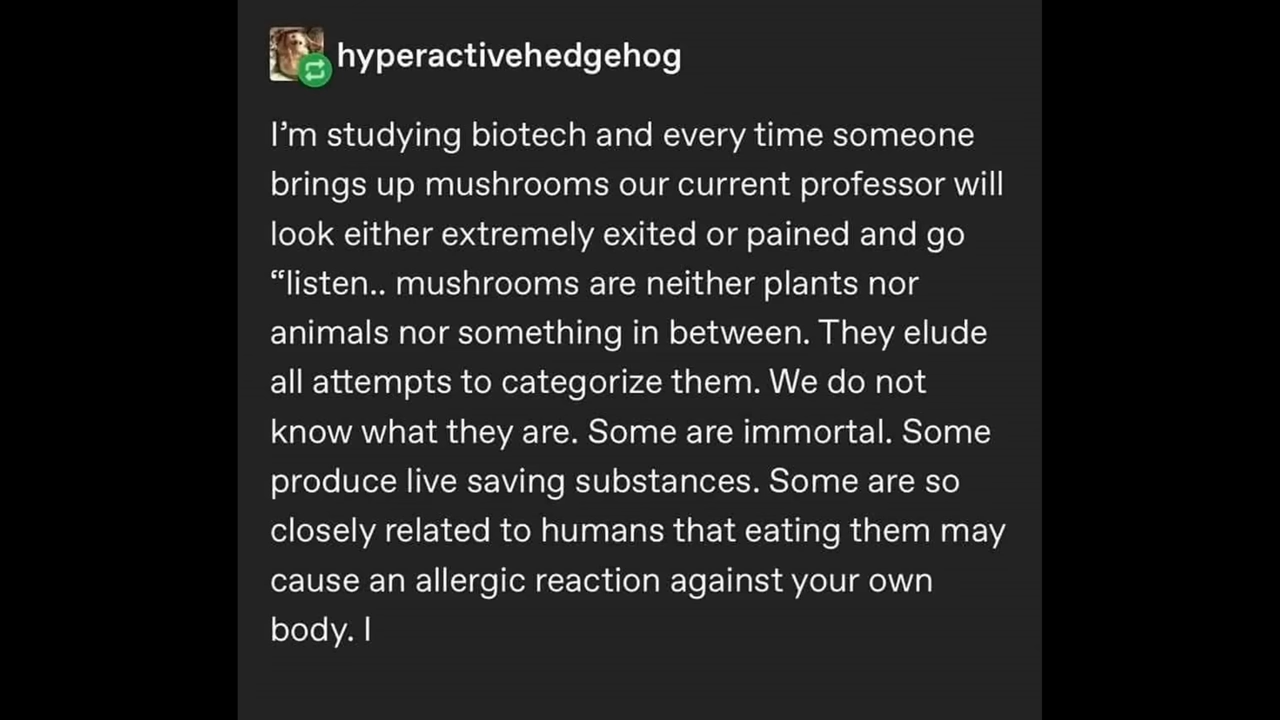 hyperactivehedgehog
I’m studying biotech and every time someone
brings up mushrooms our current professor will
look either extremely exited or pained and go
“listen.. mushrooms are neither plants nor
animals nor something in between. They elude
all attempts to categorize them. We do not
know what they are. Some are immortal. Some
produce live saving substances. Some are so
closely related to humans that eating them may
cause an allergic reaction against your own
body. I